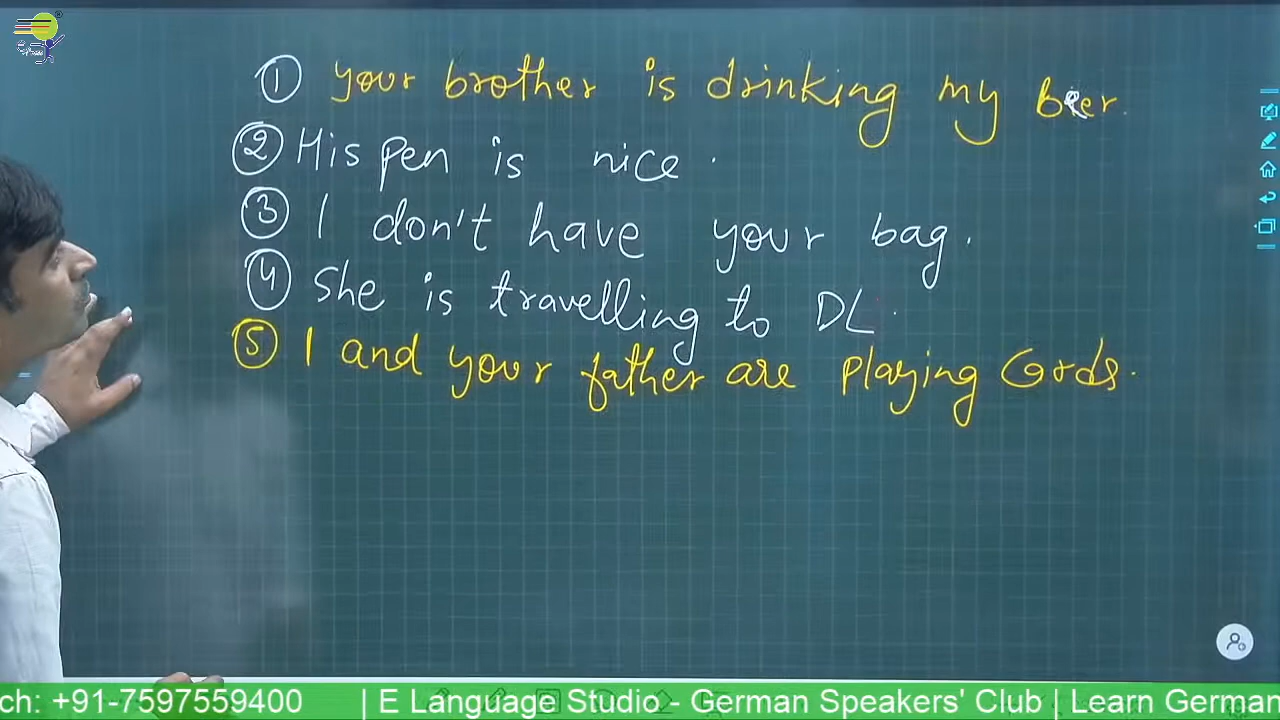 ① your brother is drinking my beer.
② His pen is nice.
③ I don't have your bag.
④ She is travelling to DL.
⑤ I and your father are playing Cards.
ch: +91-7597559400 | E Language Studio - German Speakers' Club | Learn German